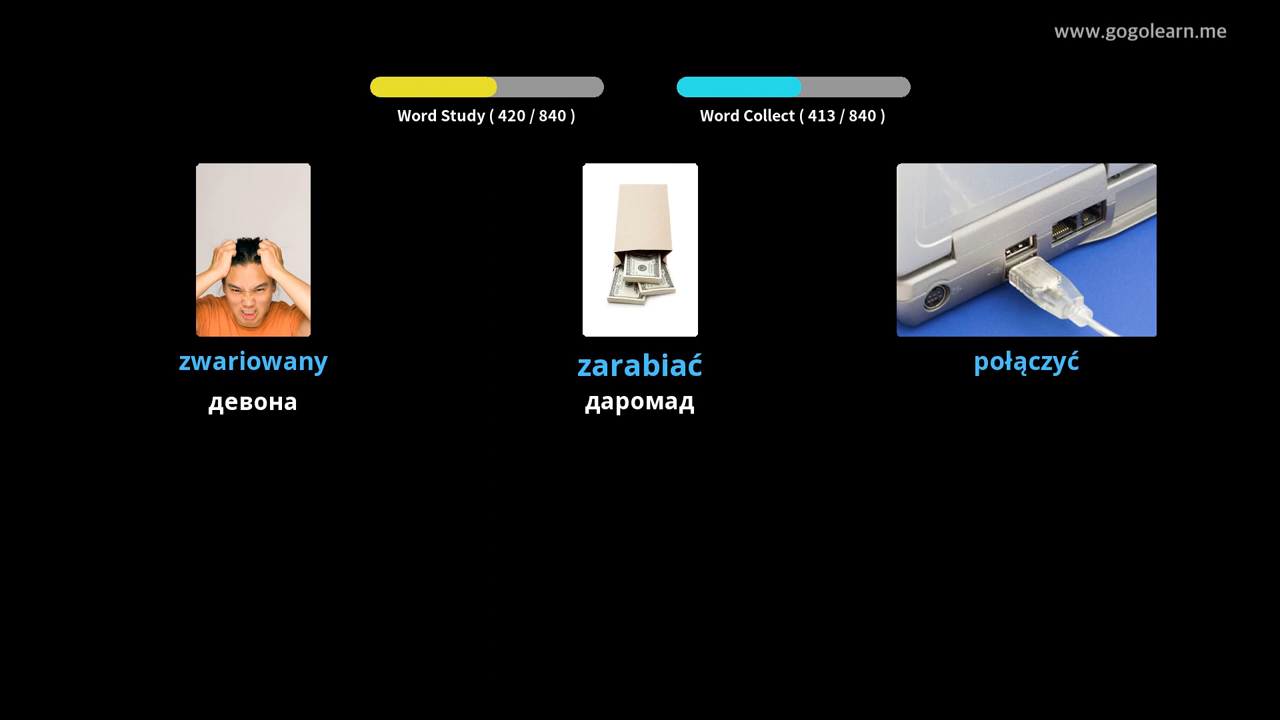 www.gogolearn.me
Word Study ( 420 / 840 )
Word Collect ( 413 / 840 )
zwariowany
девона
zarabiać
даромад
połączyć